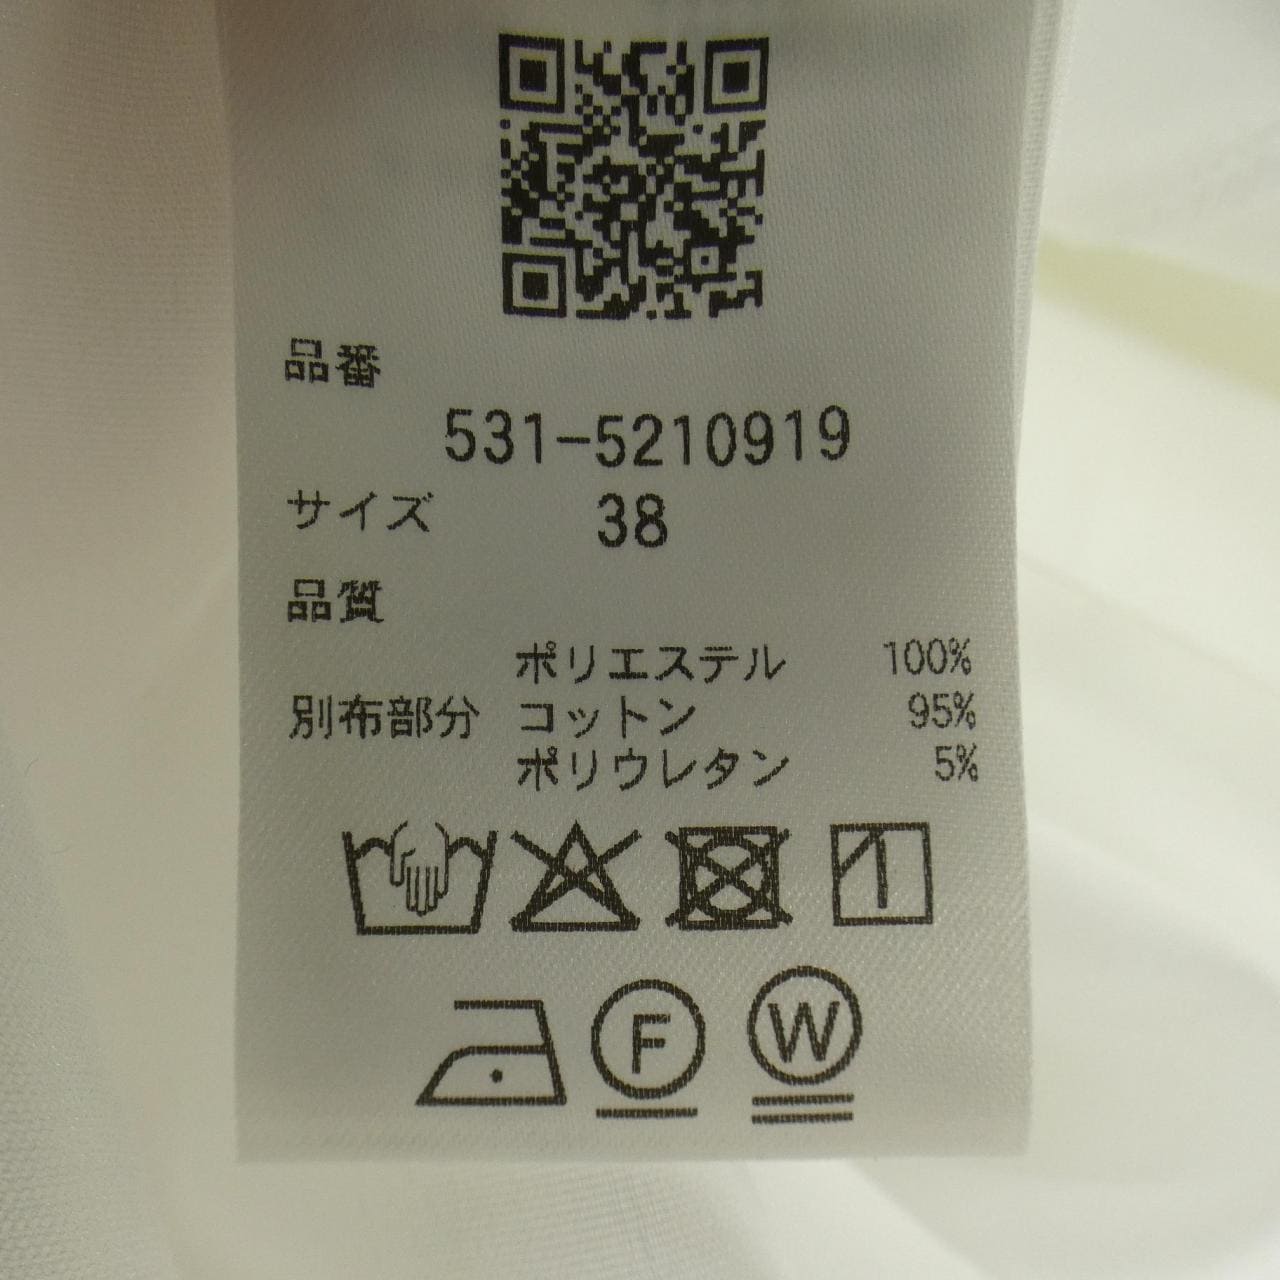 品番
531-5210919
サイズ 38
品質
ポリエステル 100%
別布部分 コットン 95%
ポリウレタン 5%
F W